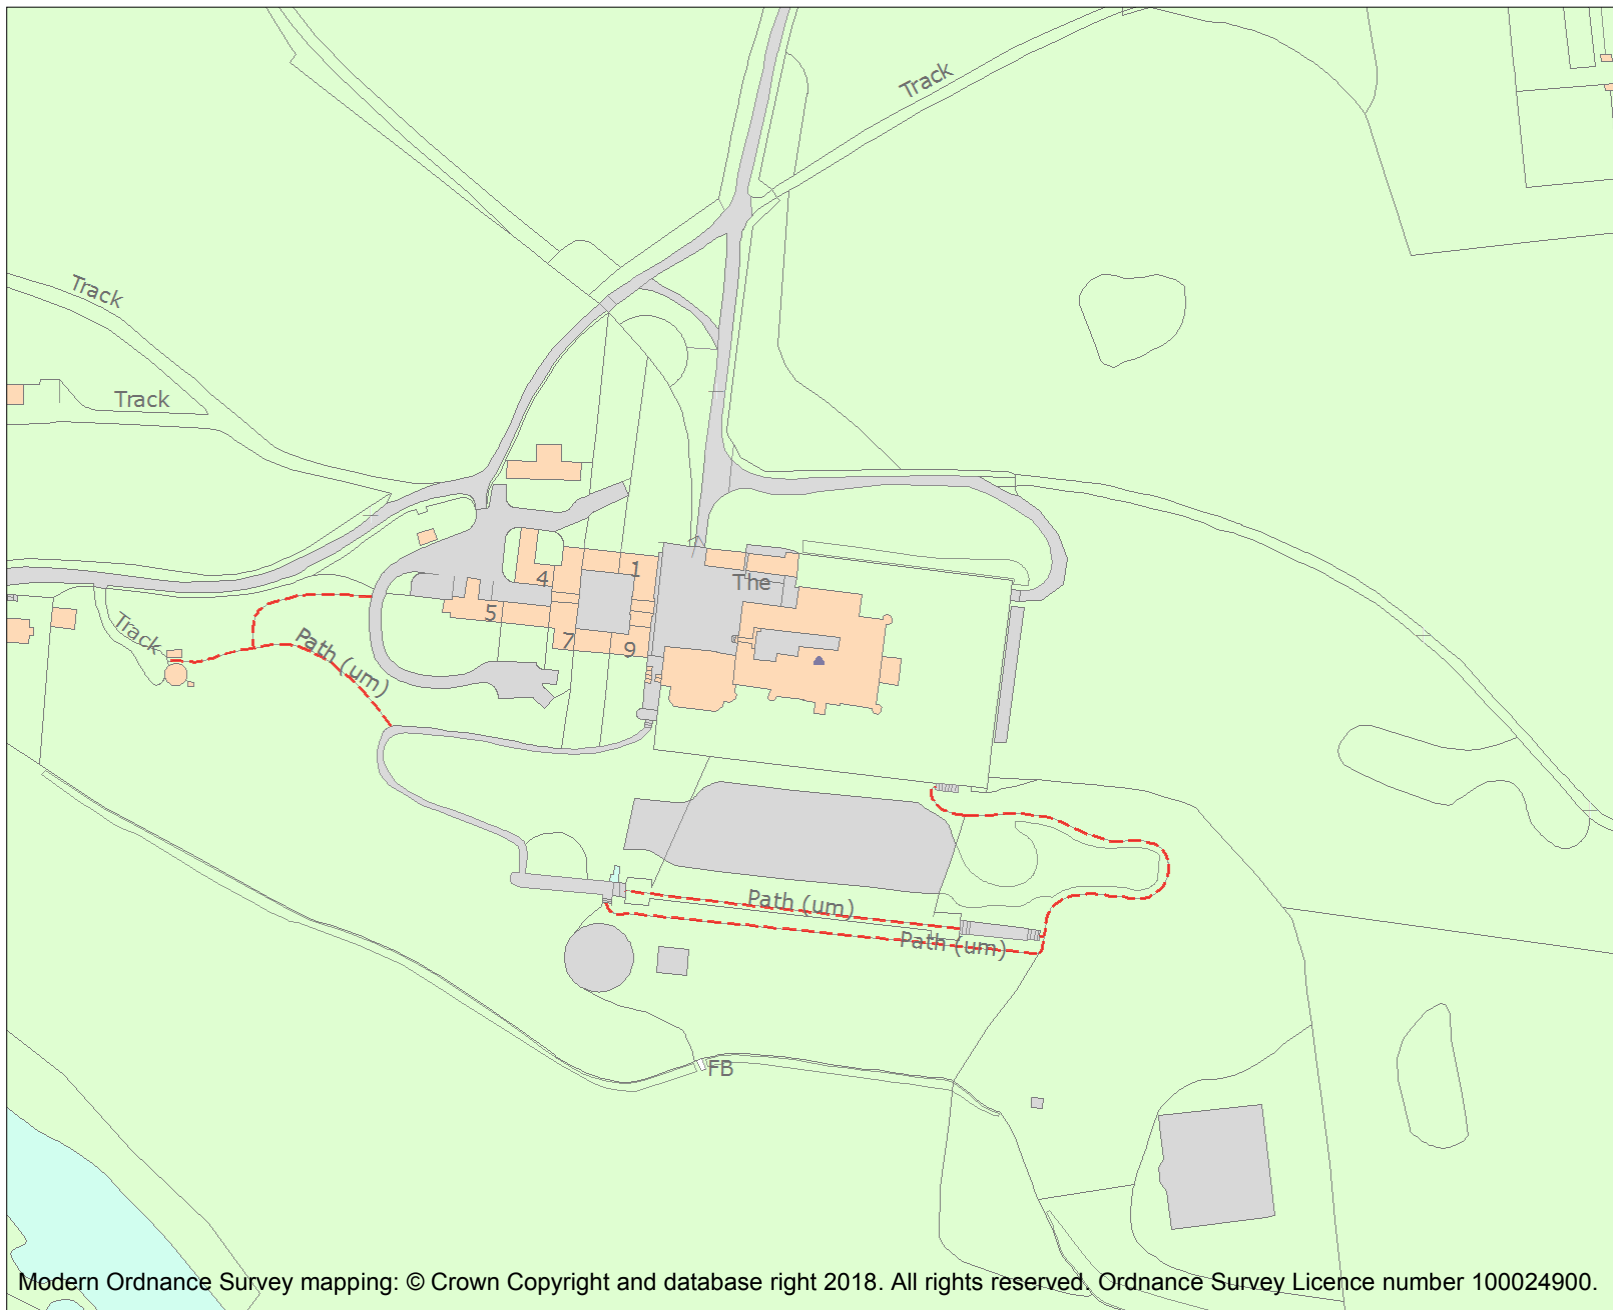 Track
Track
Track
1
4
The
5
Track
7
9
Path (um)
Path (um)
Path (um)
FB
Modern Ordnance Survey mapping: © Crown Copyright and database right 2018. All rights reserved. Ordnance Survey Licence number 100024900.